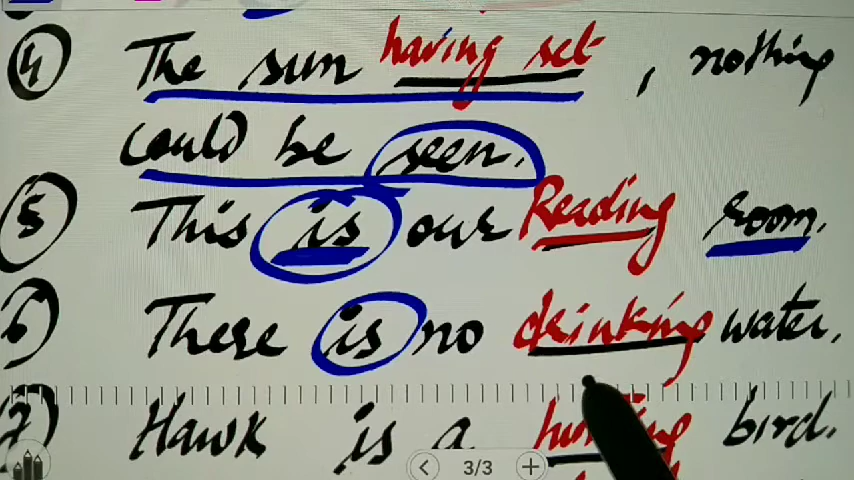 4 The sun having set, nothing
could be seen.
5 This is our Reading room.
6 There is no drinking water.
7 Hawk is a bird.
3/3